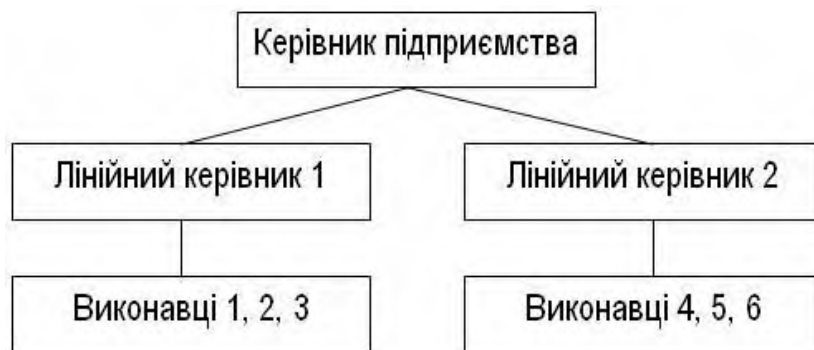 Керівник підприємства
Лінійний керівник 1
Лінійний керівник 2
Виконавці 1, 2, 3
Виконавці 4, 5, 6